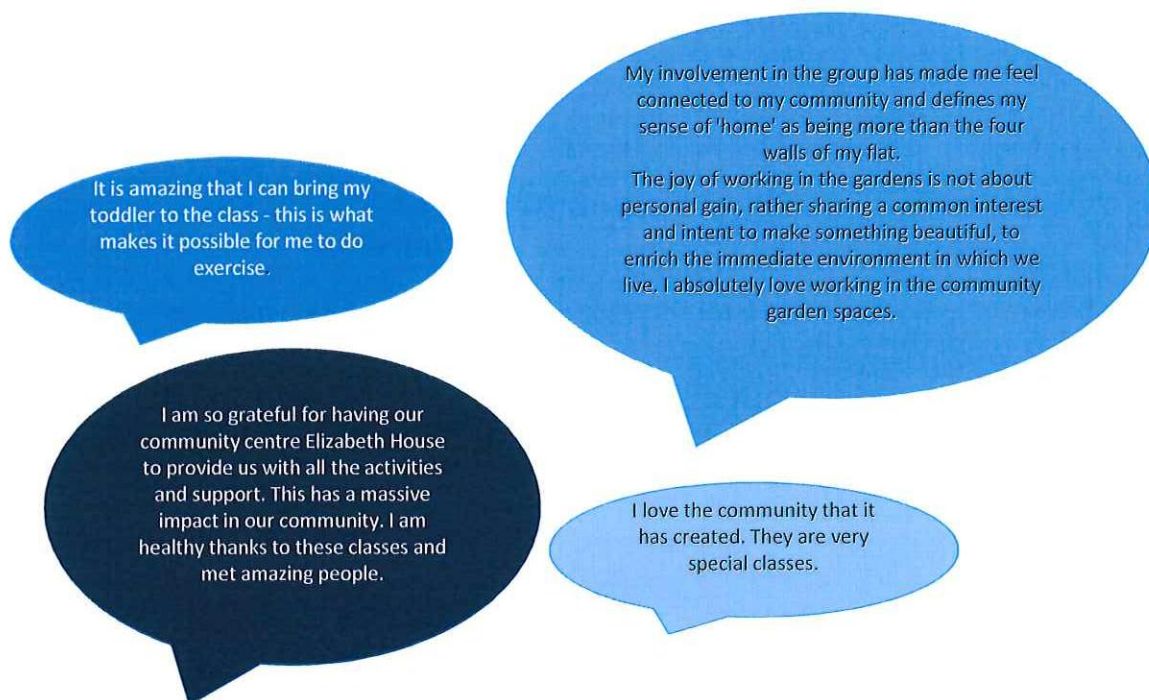 It is amazing that I can bring my
toddler to the class - this is what
makes it possible for me to do
exercise.
My involvement in the group has made me feel
connected to my community and defines my
sense of 'home' as being more than the four
walls of my flat.
The joy of working in the gardens is not about
personal gain, rather sharing a common interest
and intent to make something beautiful, to
enrich the immediate environment in which we
live. I absolutely love working in the community
garden spaces.
I am so grateful for having our
community centre Elizabeth House
to provide us with all the activities
and support. This has a massive
impact in our community. I am
healthy thanks to these classes and
met amazing people.
I love the community that it
has created. They are very
special classes.